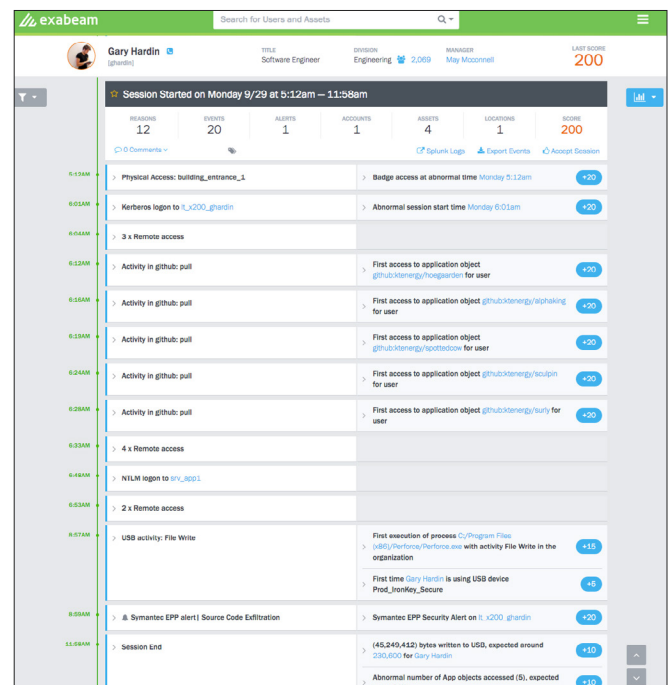 exabeam
Search for Users and Assets
Gary Hardin
[ghardin]
TITLE
Software Engineer
DIVISION
Engineering 2,069
MANAGER
May Mcconnell
LAST SCORE
200
Session Started on Monday 9/29 at 5:12am — 11:58am
REASONS
12
EVENTS
20
ALERTS
1
ACCOUNTS
1
ASSETS
4
LOCATIONS
1
SCORE
200
0 Comments
Splunk Logs
Export Events
Accept Session
5:12AM
Physical Access: building_entrance_1
Badge access at abnormal time Monday 5:12am
+20
6:01AM
Kerberos logon to lt_x200_ghardin
Abnormal session start time Monday 6:01am
+20
6:04AM
3 x Remote access
6:12AM
Activity in github: pull
First access to application object
github:ktenergy/hoegaarden for user
+20
6:16AM
Activity in github: pull
First access to application object github:ktenergy/alphaking
for user
+20
6:19AM
Activity in github: pull
First access to application object
github:ktenergy/spottedcow for user
+20
6:24AM
Activity in github: pull
First access to application object github:ktenergy/sculpin
for user
+20
6:28AM
Activity in github: pull
First access to application object github:ktenergy/surly for
user
+20
6:33AM
4 x Remote access
6:48AM
NTLM logon to srv_app1
6:53AM
2 x Remote access
8:57AM
USB activity: File Write
First execution of process C:/Program Files
(x86)/Perforce/Perforce.exe with activity File Write in the
organization
+15
First time Gary Hardin is using USB device
Prod_IronKey_Secure
+5
8:59AM
Symantec EPP alert| Source Code Exfiltration
Symantec EPP Security Alert on lt_x200_ghardin
+20
11:58AM
Session End
(45,249,412) bytes written to USB, expected around
230,600 for Gary Hardin
+10
Abnormal number of App objects accessed (5), expected
+10